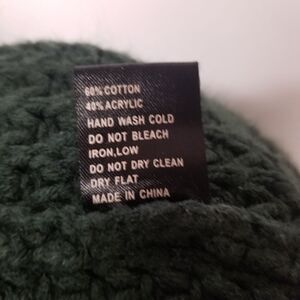 60% COTTON
40% ACRYLIC
HAND WASH COLD
DO NOT BLEACH
IRON,LOW
DO NOT DRY CLEAN
DRY FLAT
MADE IN CHINA